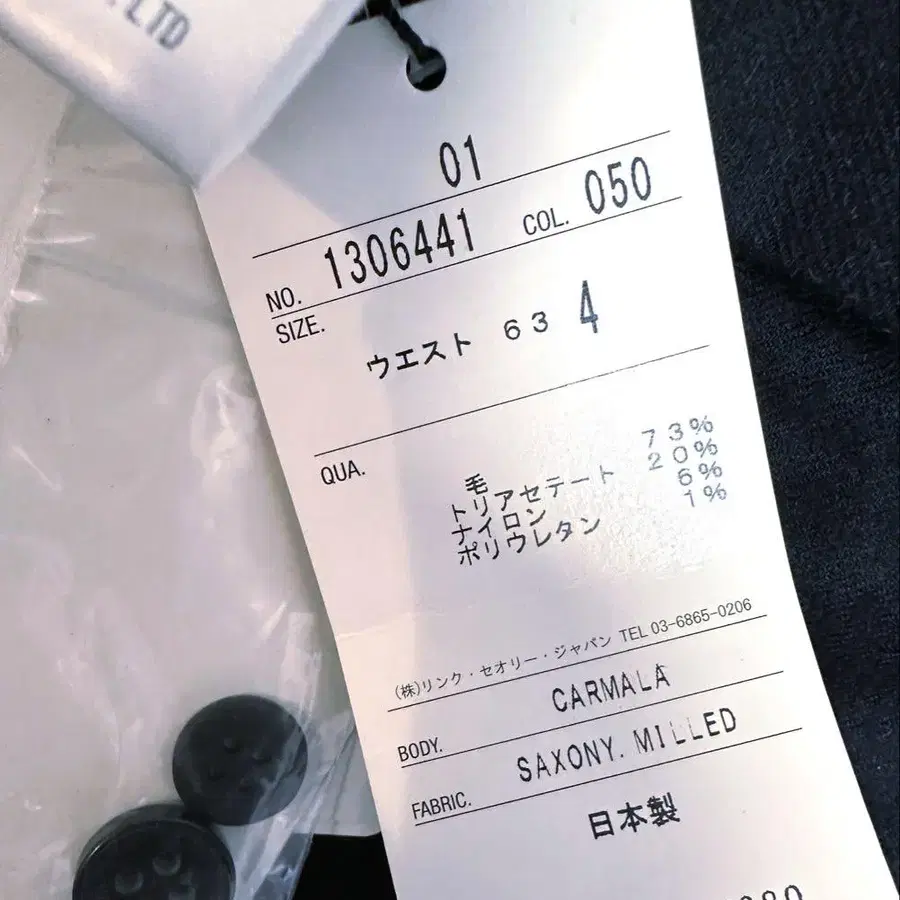 LTD
01
NO. 1306441 COL. 050
SIZE.
ウエスト 63 4
QUA.
毛 73%
トリアセテート 20%
ナイロン 6%
ポリウレタン 1%
(株)リンク・セオリー・ジャパン TEL 03-6865-0206
BODY. CARMALA
FABRIC. SAXONY. MILLED
日本製